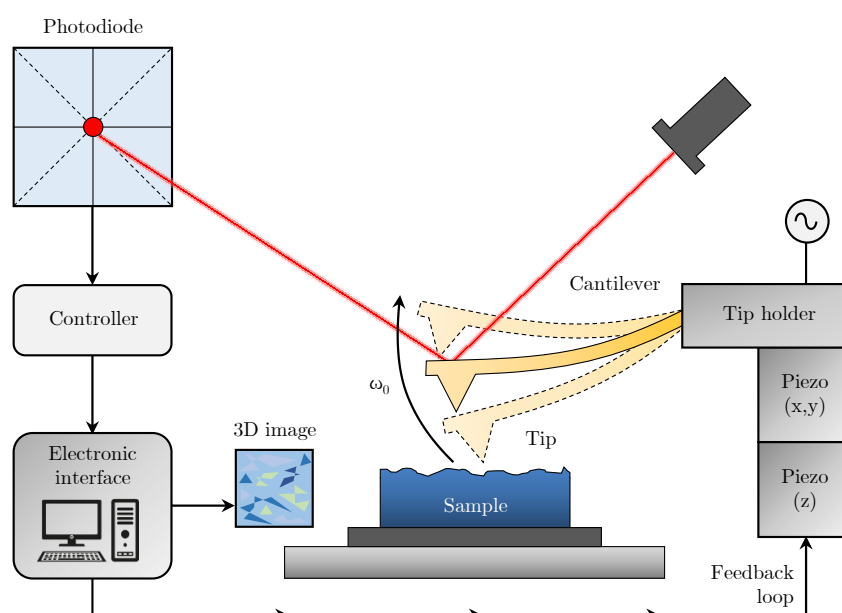 Photodiode
Cantilever
Tip holder
Controller
ω0
Piezo
(x,y)
3D image
Tip
Electronic
interface
Piezo
(z)
Sample
Feedback
loop